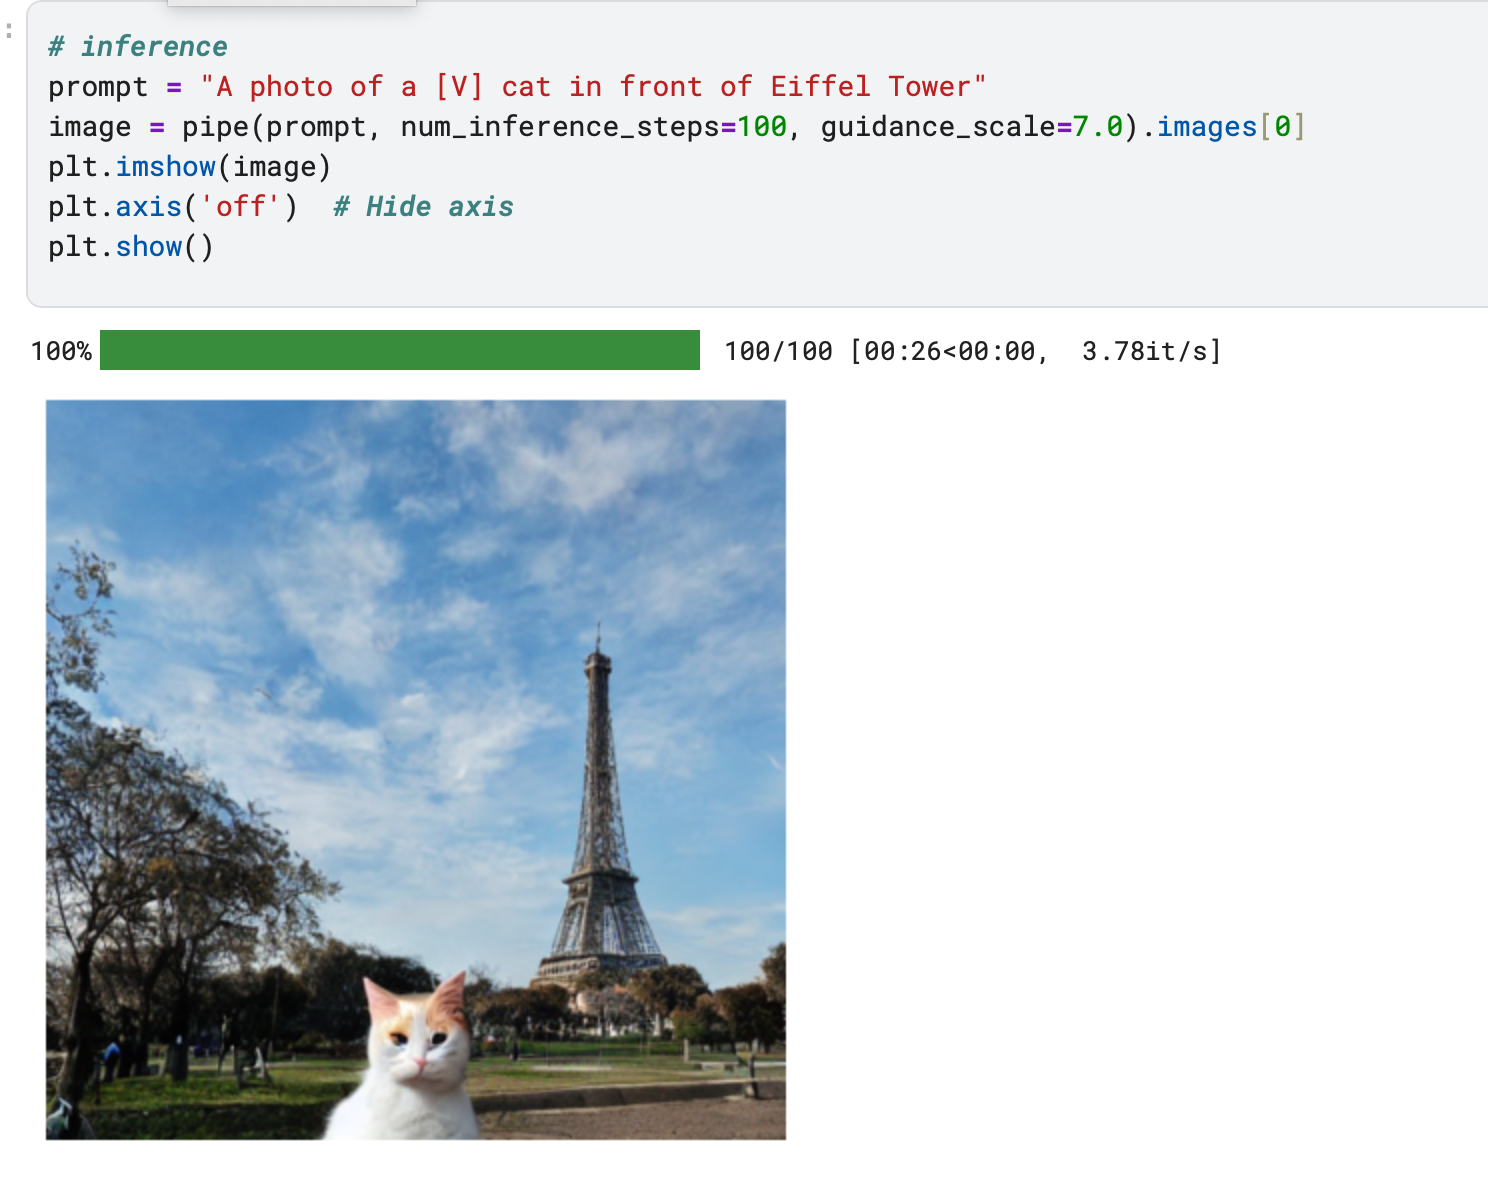 # inference
prompt = "A photo of a [V] cat in front of Eiffel Tower"
image = pipe(prompt, num_inference_steps=100, guidance_scale=7.0).images[0]
plt.imshow(image)
plt.axis('off')  # Hide axis
plt.show()
100% 100/100 [00:26<00:00,  3.78it/s]